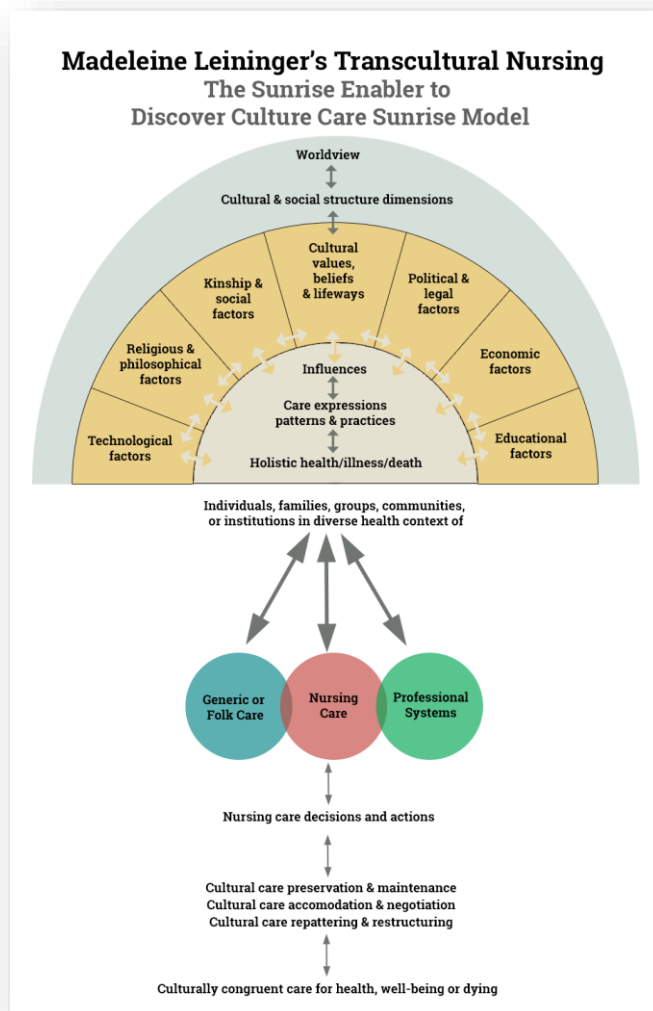 Madeleine Leininger's Transcultural Nursing
The Sunrise Enabler to
Discover Culture Care Sunrise Model
Worldview
Cultural & social structure dimensions
Cultural
values,
beliefs
& lifeways
Kinship &
social
factors
Political &
legal
factors
Religious &
philosophical
factors
Economic
factors
Technological
factors
Educational
factors
Influences
Care expressions
patterns & practices
Holistic health/illness/death
Individuals, families, groups, communities,
or institutions in diverse health context of
Generic or
Folk Care
Nursing
Care
Professional
Systems
Nursing care decisions and actions
Cultural care preservation & maintenance
Cultural care accomodation & negotiation
Cultural care repattering & restructuring
Culturally congruent care for health, well-being or dying